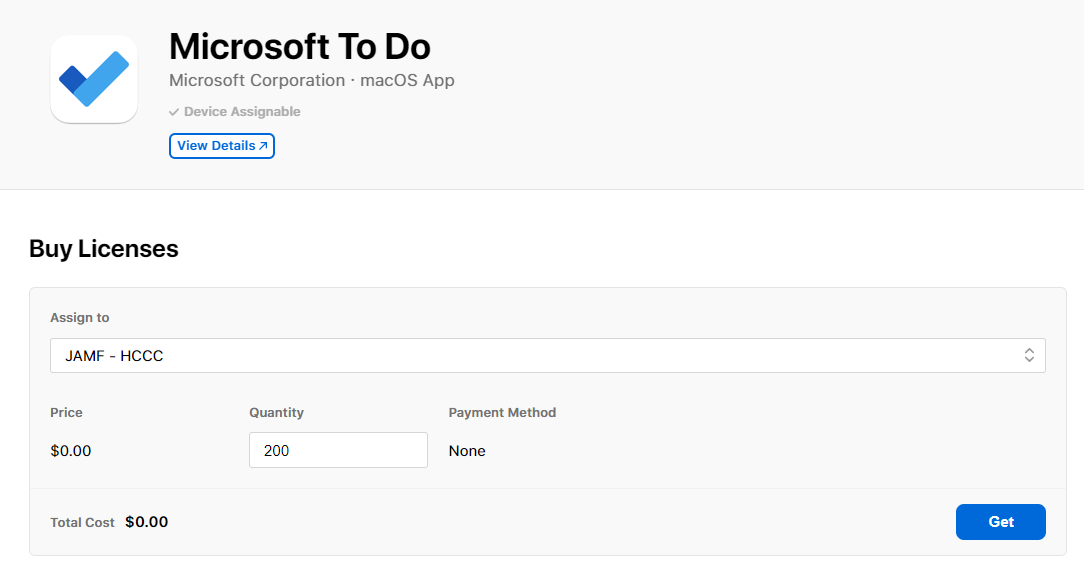 Microsoft To Do
Microsoft Corporation · macOS App
Device Assignable
View Details
Buy Licenses
Assign to
JAMF - HCCC
Price Quantity Payment Method
$0.00 200 None
Total Cost $0.00 Get